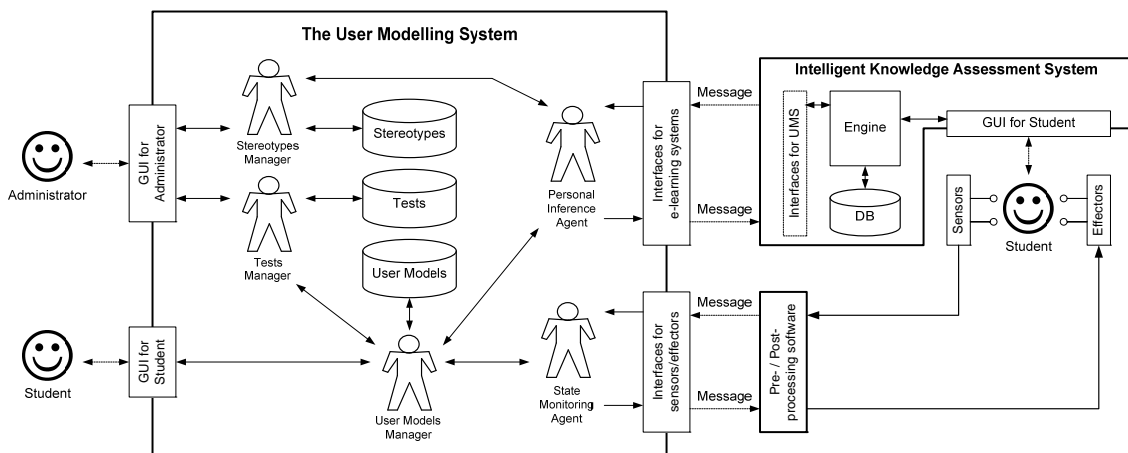 The User Modelling System
Intelligent Knowledge Assessment System
Administrator
GUI for
Administrator
Stereotypes
Manager
Stereotypes
Tests
Manager
Tests
User Models
Student
GUI for
Student
User Models
Manager
Personal
Inference
Agent
State
Monitoring
Agent
Interfaces for
e-learning systems
Interfaces for
sensors/effectors
Message
Message
Message
Message
Interfaces for UMS
Engine
DB
GUI for Student
Sensors
Student
Effectors
Pre- / Post-
processing software